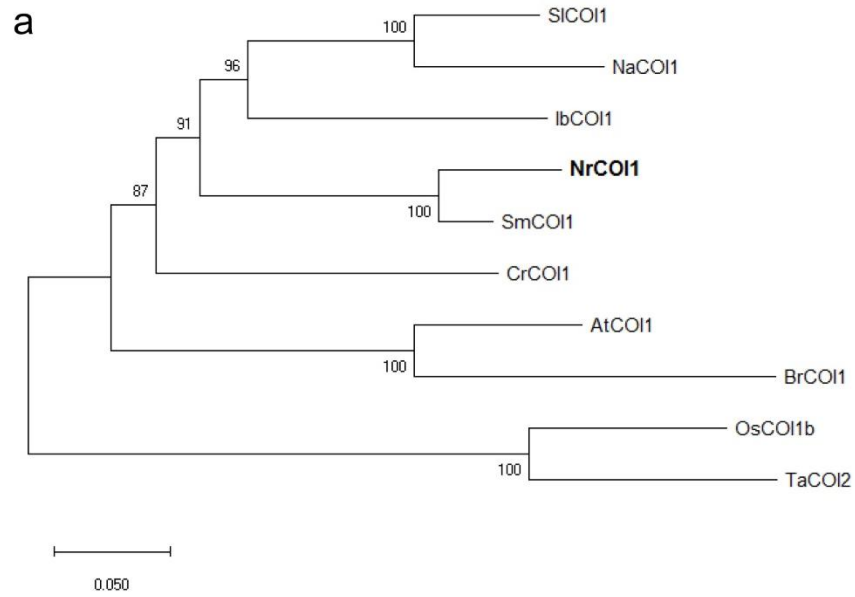 a
SlCOI1
100
NaCOI1
96
IbCOI1
91
NrCOI1
87
100
SmCOI1
CrCOI1
AtCOI1
100
BrCOI1
OsCOI1b
100
TaCOI2
0.050